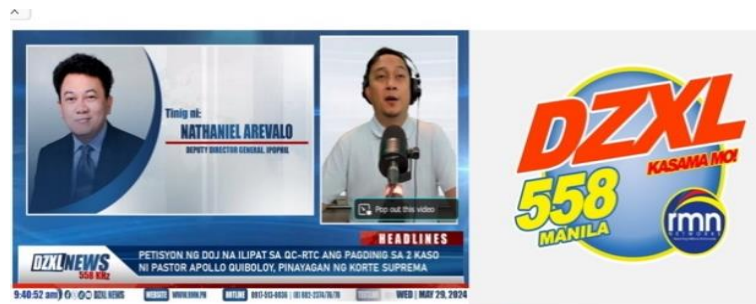 Tinig ni:
NATHANIEL AREVALO
DEPUTY DIRECTOR GENERAL, IPOPHIL
Pop out this video
HEADLINES
DZXL NEWS
558 KHz
PETISYON NG DOJ NA ILIPAT SA QC-RTC ANG PAGDINIG SA 2 KASO
NI PASTOR APOLLO QUIBOLOY, PINAYAGAN NG KORTE SUPREMA
9:40:52 am) DZXL NEWS WEBSITE WWW.RMN.PH HOTLINE WED | MAY 29, 2024
DZXL
KASAMA MO!
558
MANILA
rmn
NETWORKS